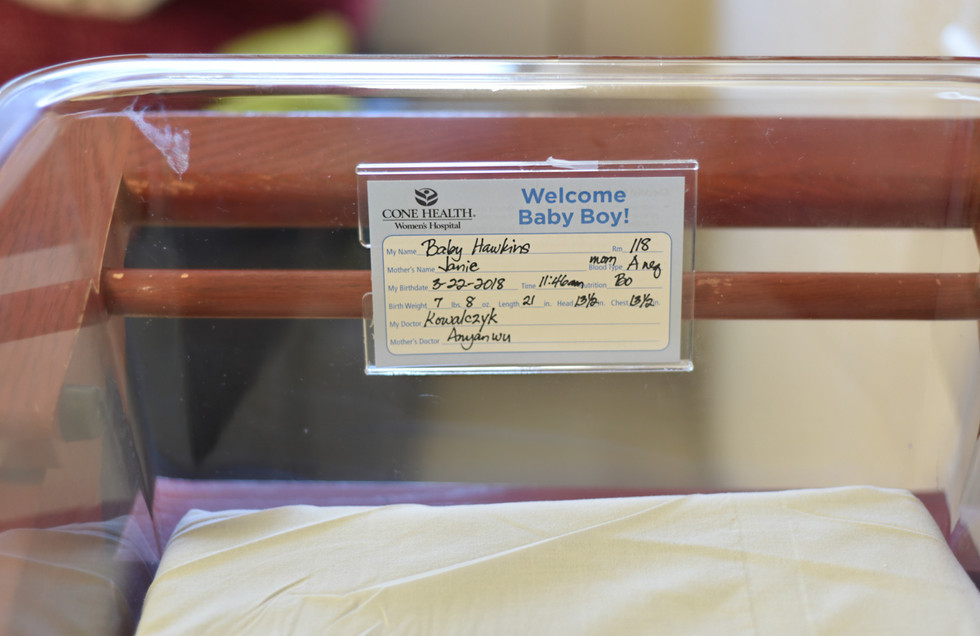 CONE HEALTH®
Women's Hospital
Welcome
Baby Boy!
My Name Baby Hawkins Rm. 118
Mother's Name Janie mom Blood Type A neg
My Birthdate 3-22-2018 Time 11:46am Nutrition Bo
Birth Weight 7 lbs. 8 oz Length 21 in. Head 13½ in. Chest 13½ in.
My Doctor Kowalczyk
Mother's Doctor Anyanwu